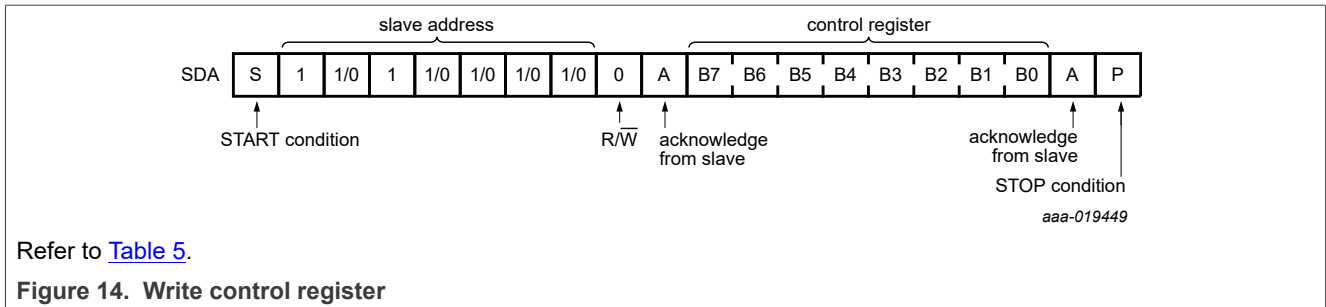 slave address control register
SDA S 1 1/0 1 1/0 1/0 1/0 1/0 0 A B7 B6 B5 B4 B3 B2 B1 B0 A P
START condition R/W̅ acknowledge from slave acknowledge from slave
STOP condition
aaa-019449
Refer to Table 5.
Figure 14. Write control register